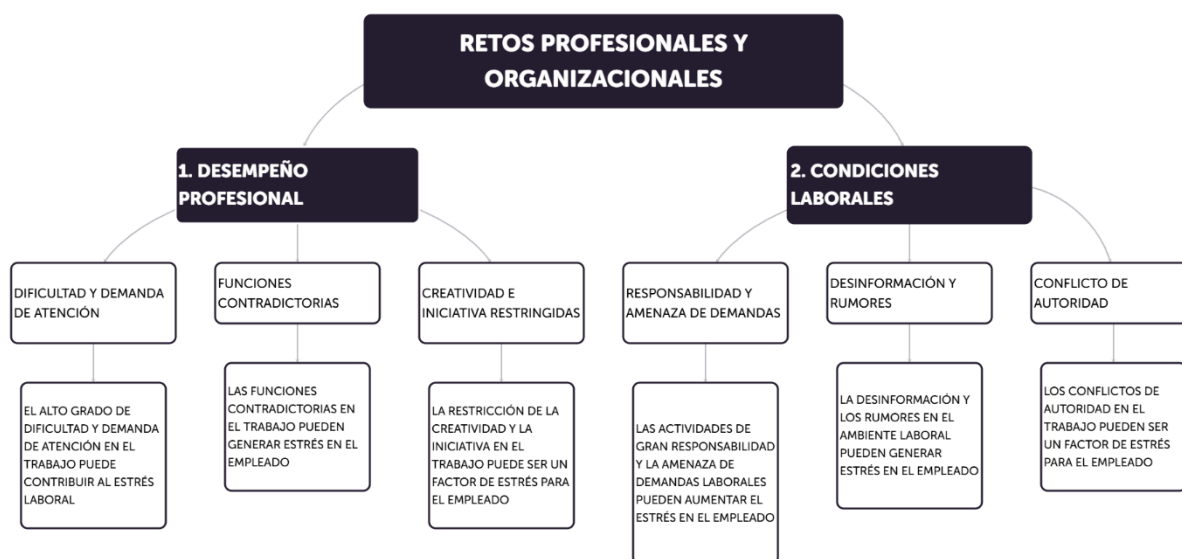 RETOS PROFESIONALES Y
ORGANIZACIONALES
1. DESEMPEÑO
PROFESIONAL
2. CONDICIONES
LABORALES
DIFICULTAD Y DEMANDA
DE ATENCIÓN
FUNCIONES
CONTRADICTORIAS
CREATIVIDAD E
INICIATIVA RESTRINGIDAS
RESPONSABILIDAD Y
AMENAZA DE DEMANDAS
DESINFORMACIÓN Y
RUMORES
CONFLICTO DE
AUTORIDAD
EL ALTO GRADO DE
DIFICULTAD Y DEMANDA
DE ATENCIÓN EN EL
TRABAJO PUEDE
CONTRIBUIR AL ESTRÉS
LABORAL
LAS FUNCIONES
CONTRADICTORIAS EN
EL TRABAJO PUEDEN
GENERAR ESTRÉS EN EL
EMPLEADO
LA RESTRICCIÓN DE LA
CREATIVIDAD Y LA
INICIATIVA EN EL
TRABAJO PUEDE SER UN
FACTOR DE ESTRÉS PARA
EL EMPLEADO
LAS ACTIVIDADES DE
GRAN RESPONSABILIDAD
Y LA AMENAZA DE
DEMANDAS LABORALES
PUEDEN AUMENTAR EL
ESTRÉS EN EL EMPLEADO
LA DESINFORMACIÓN Y
LOS RUMORES EN EL
AMBIENTE LABORAL
PUEDEN GENERAR
ESTRÉS EN EL EMPLEADO
LOS CONFLICTOS DE
AUTORIDAD EN EL
TRABAJO PUEDEN SER
UN FACTOR DE ESTRÉS
PARA EL EMPLEADO